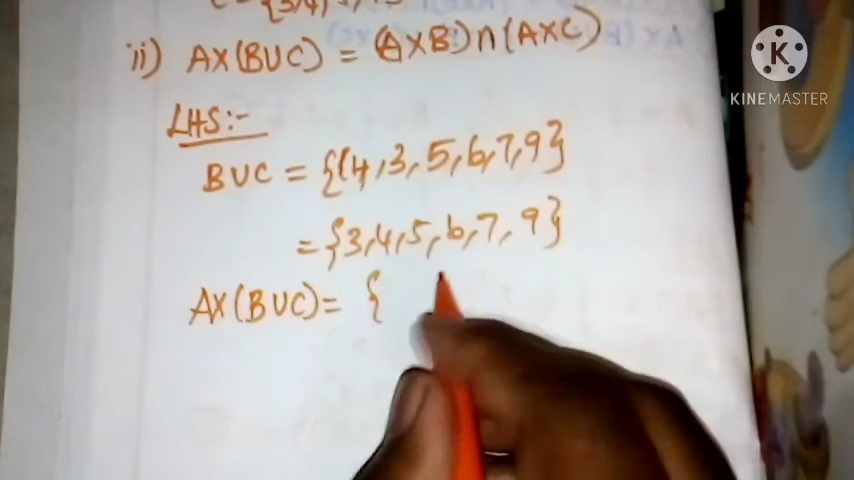 ii) AX(BUC) = (AXB)∩(AXC)
K
KINEMASTER
LHS:-
BUC = {(4,3,5,6,7,9}
= {3,4,5,6,7,9}
AX(BUC)= {